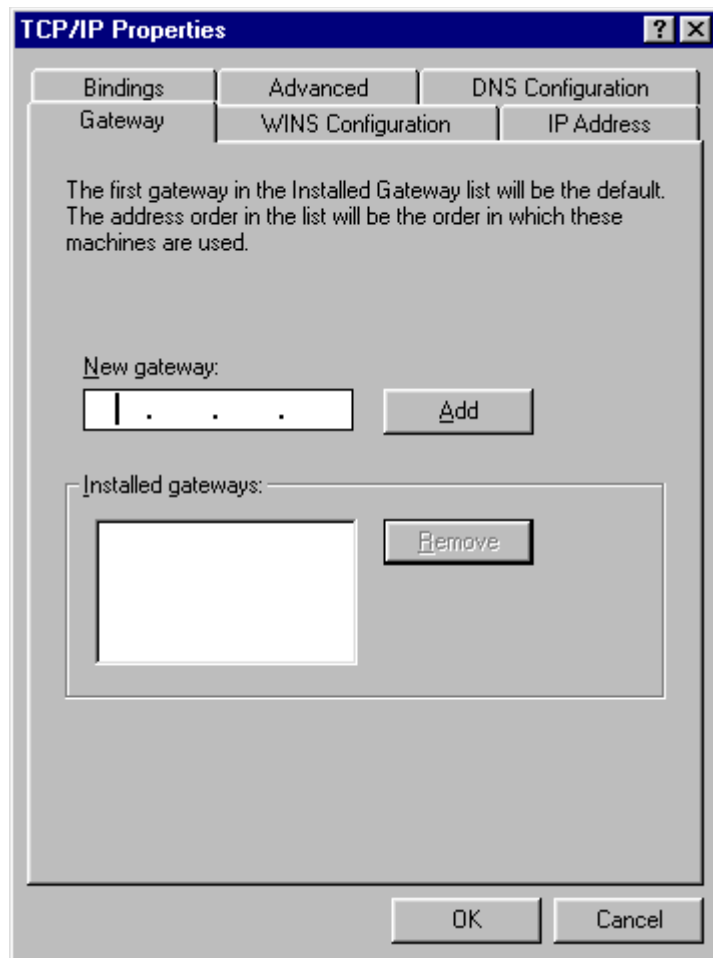 TCP/IP Properties
Bindings Advanced DNS Configuration
Gateway WINS Configuration IP Address
The first gateway in the Installed Gateway list will be the default.
The address order in the list will be the order in which these
machines are used.
New gateway:
. . .
Add
Installed gateways:
Remove
OK Cancel